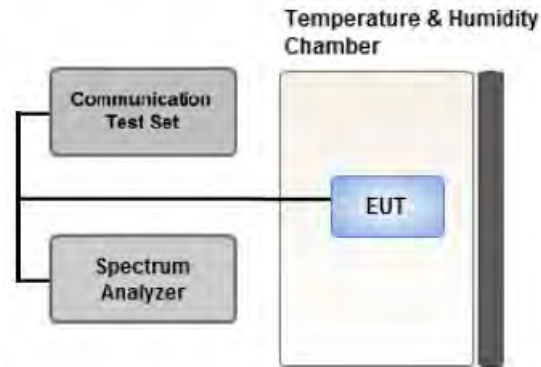 Temperature & Humidity
Chamber
Communication
Test Set
EUT
Spectrum
Analyzer